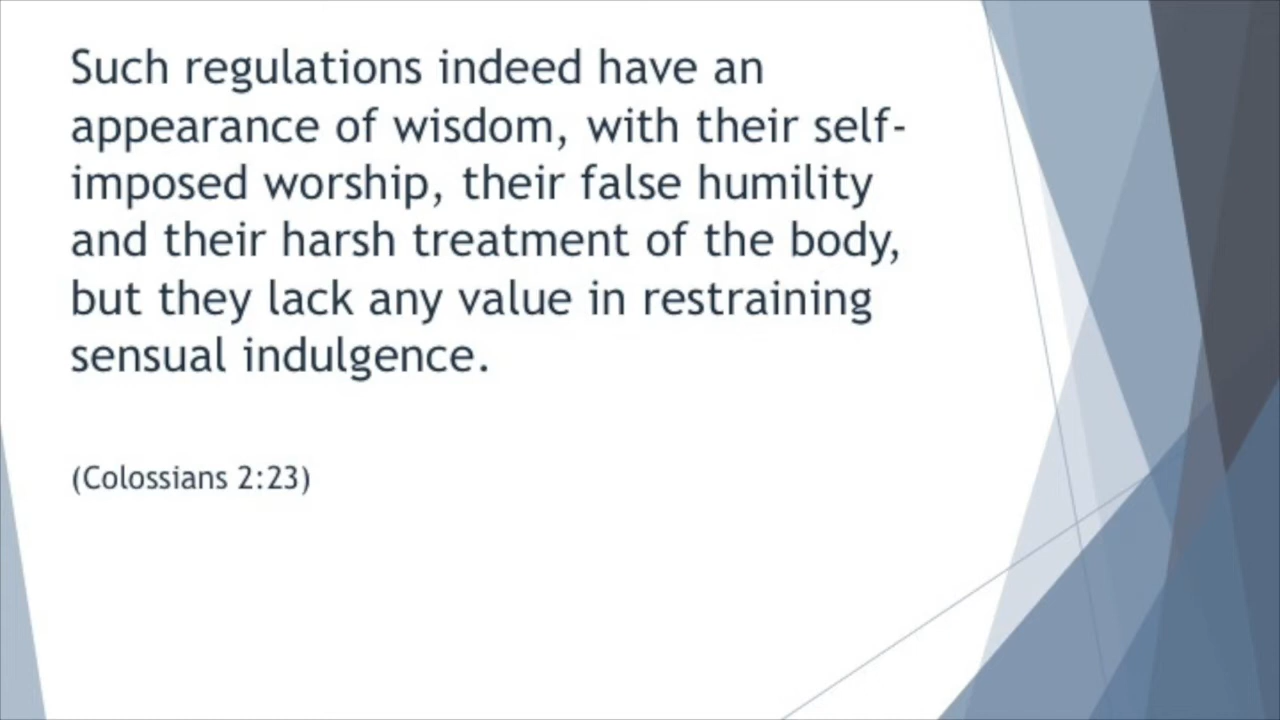 Such regulations indeed have an
appearance of wisdom, with their self-
imposed worship, their false humility
and their harsh treatment of the body,
but they lack any value in restraining
sensual indulgence.
(Colossians 2:23)